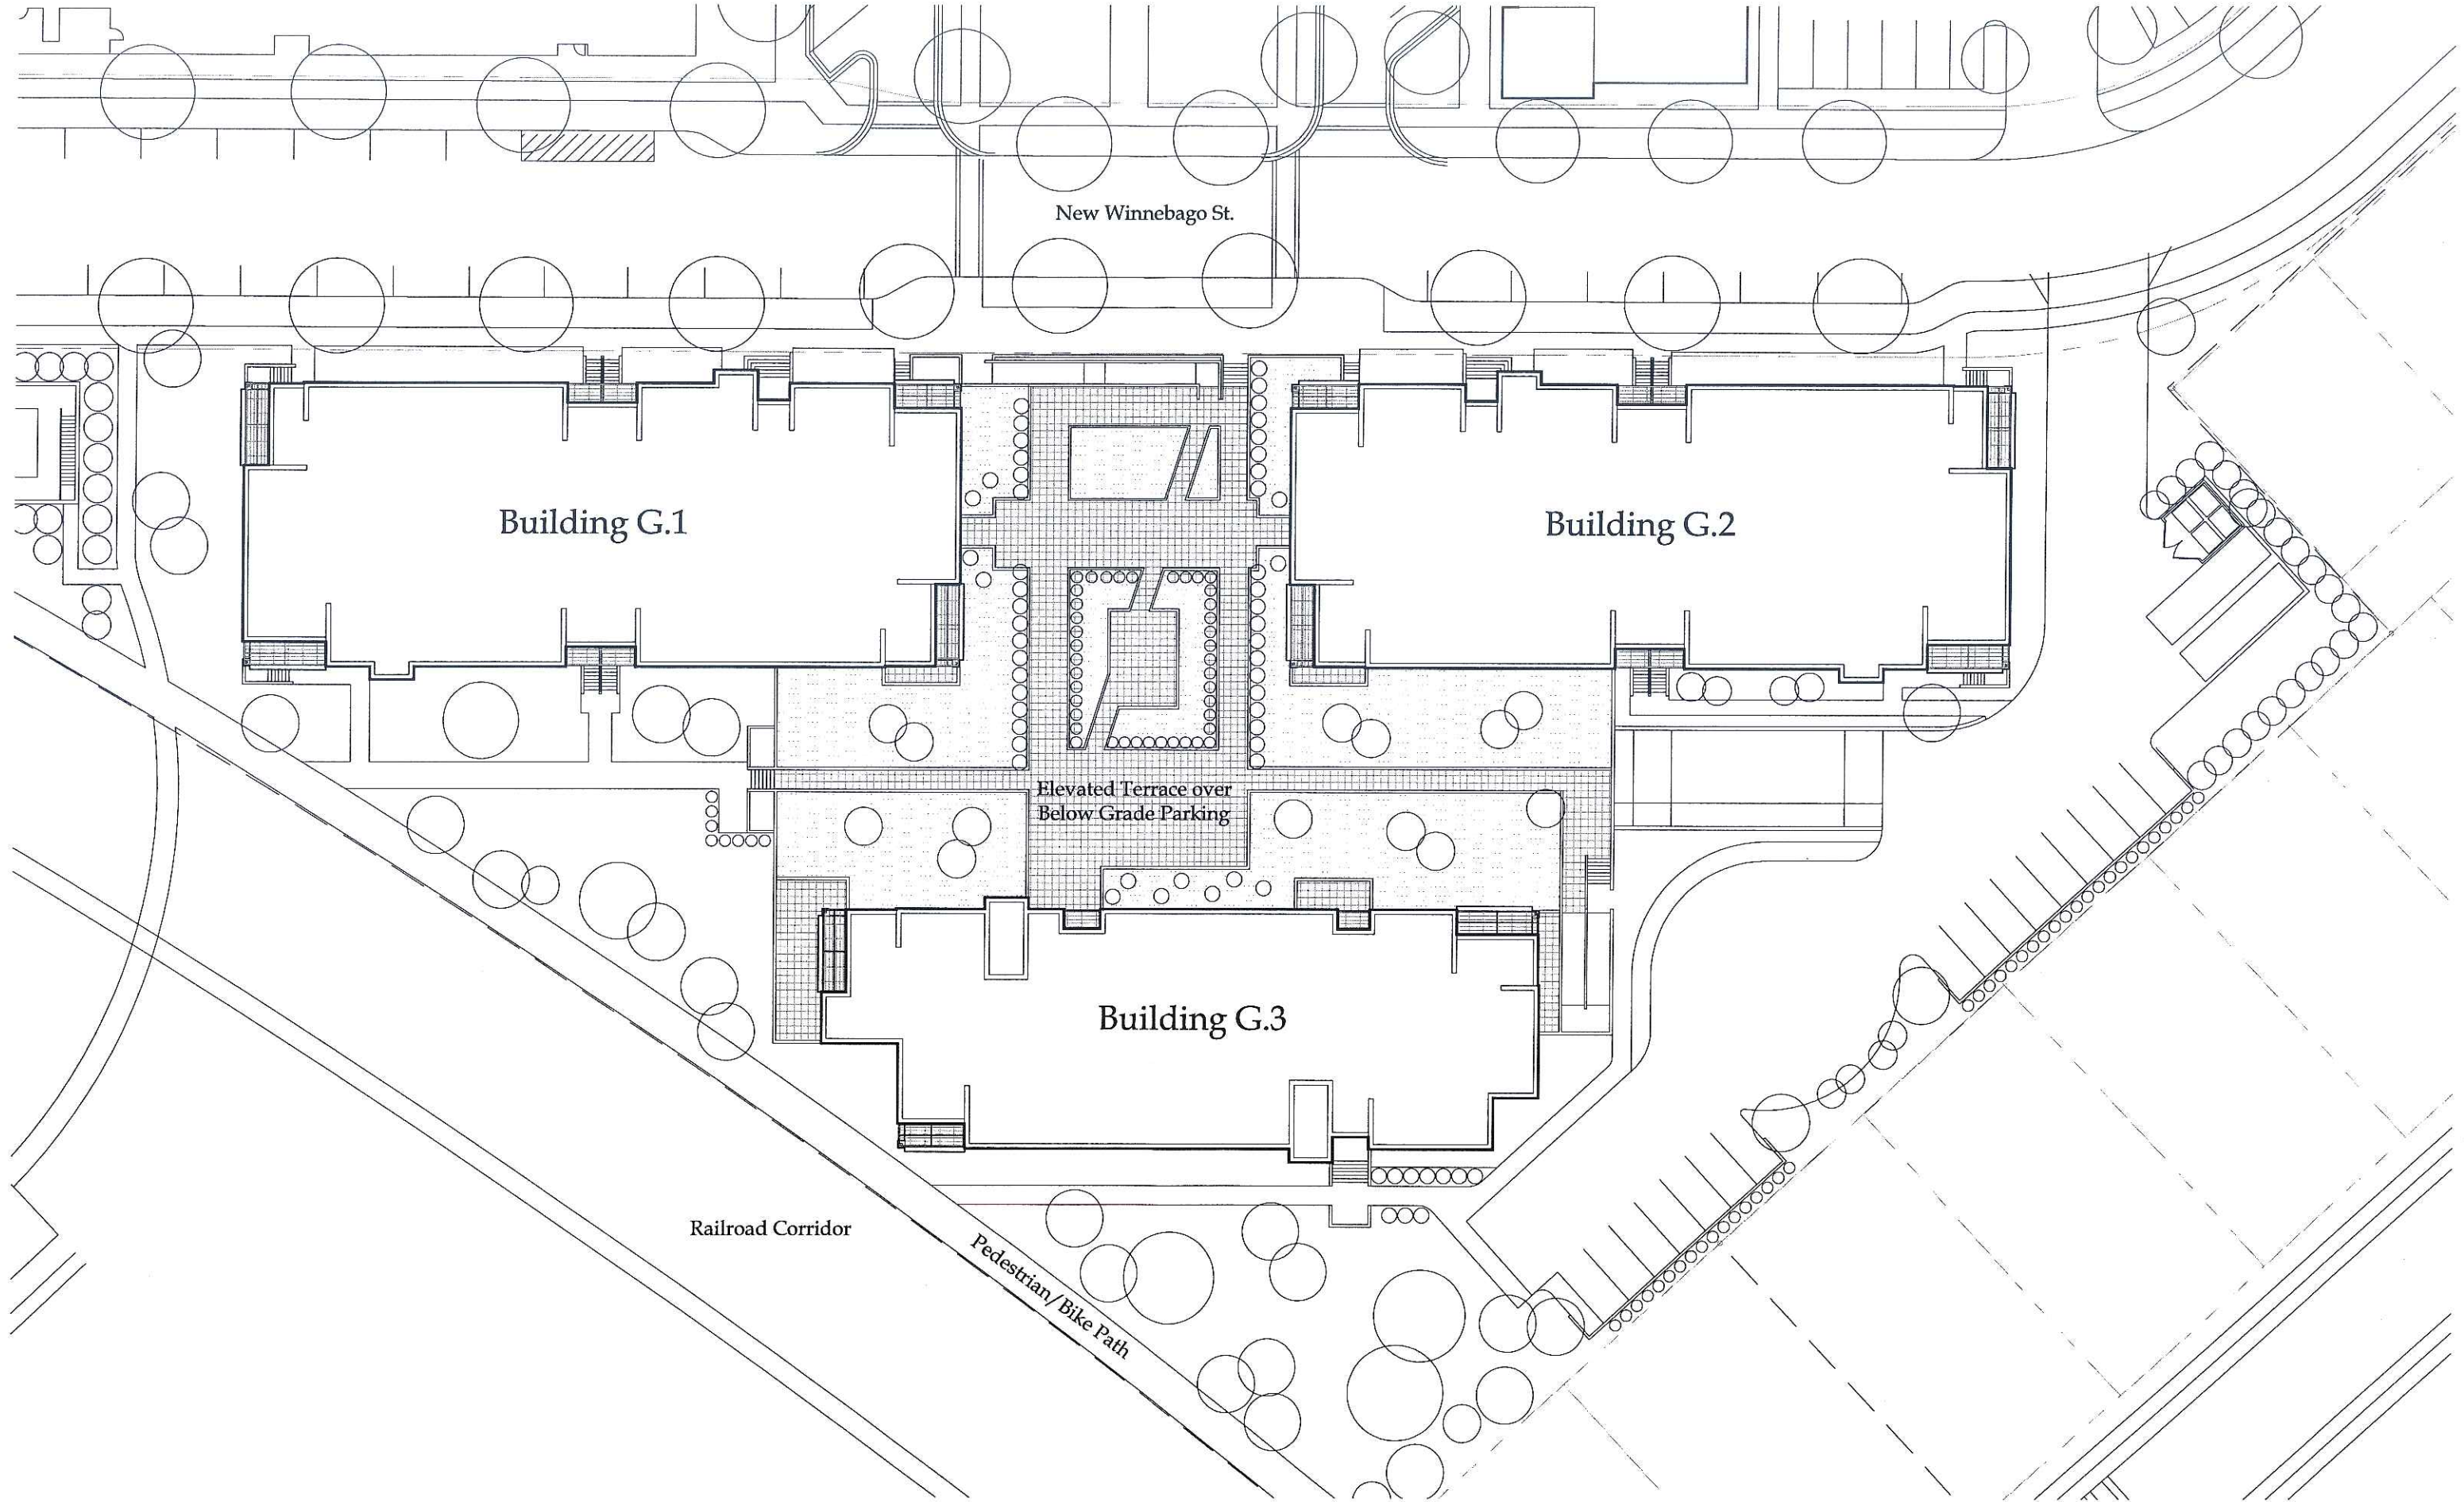 New Winnebago St.
Building G.1
Building G.2
Elevated Terrace over
Below Grade Parking
Building G.3
Railroad Corridor
Pedestrian/Bike Path